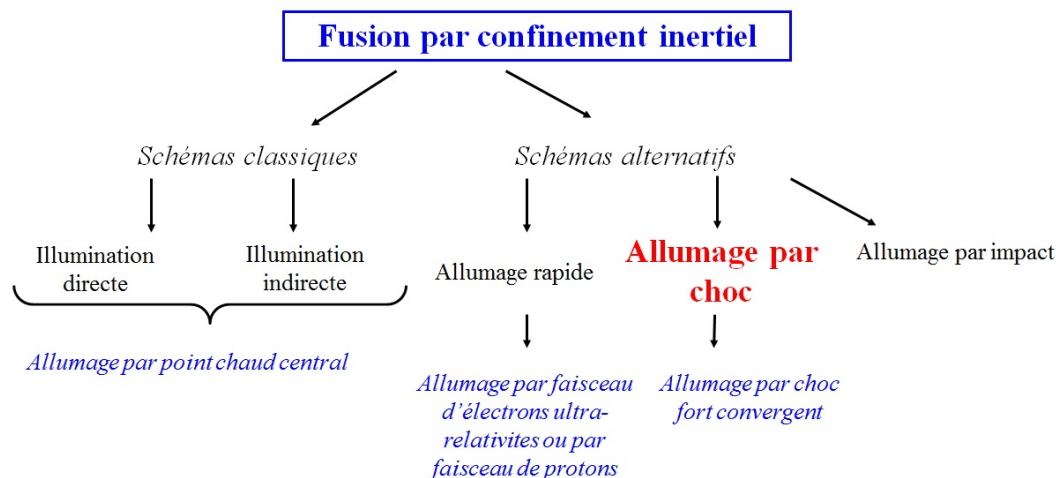 Fusion par confinement inertiel
Schémas classiques
Schémas alternatifs
Illumination
directe
Illumination
indirecte
Allumage rapide
Allumage par
choc
Allumage par impact
Allumage par point chaud central
Allumage par faisceau
d’électrons ultra-
relativites ou par
faisceau de protons
Allumage par choc
fort convergent